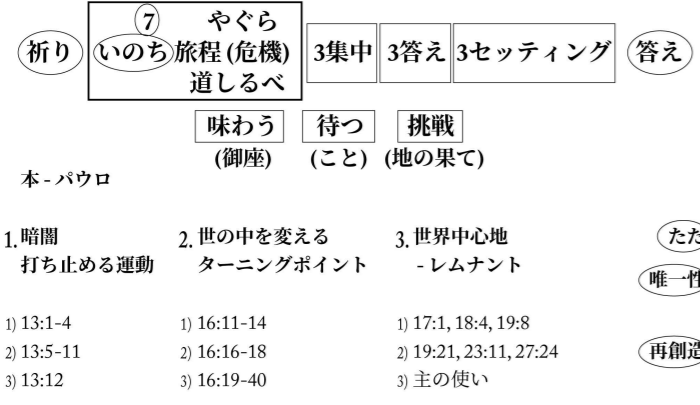 7 やぐら
祈り いのち 旅程 (危機) 3集中 3答え 3セッティング 答え
道しるべ
味わう 待つ 挑戦
(御座) (こと) (地の果て)
本 - パウロ
1. 暗闇
打ち止める運動
2. 世の中を変える
ターニングポイント
3. 世界中心地
- レムナント
1) 13:1-4
2) 13:5-11
3) 13:12
1) 16:11-14
2) 16:16-18
3) 16:19-40
1) 17:1, 18:4, 19:8
2) 19:21, 23:11, 27:24
3) 主の使い
唯一性
再創造